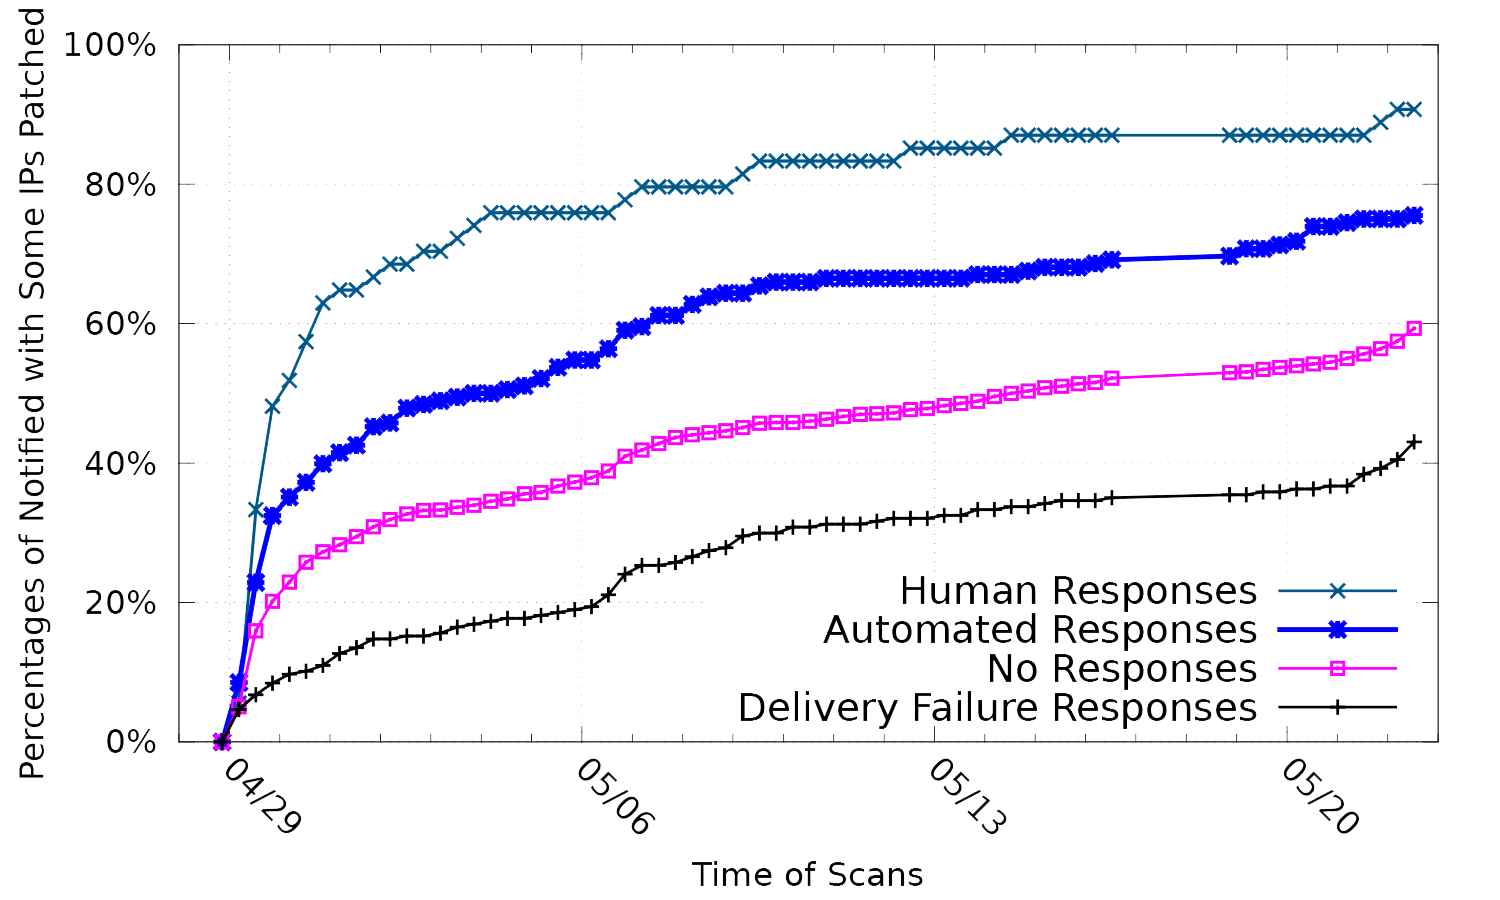 Percentages of Notified with Some IPs Patched
100%
80%
60%
40%
20%
0%
Human Responses
Automated Responses
No Responses
Delivery Failure Responses
04/29
05/06
05/13
05/20
Time of Scans